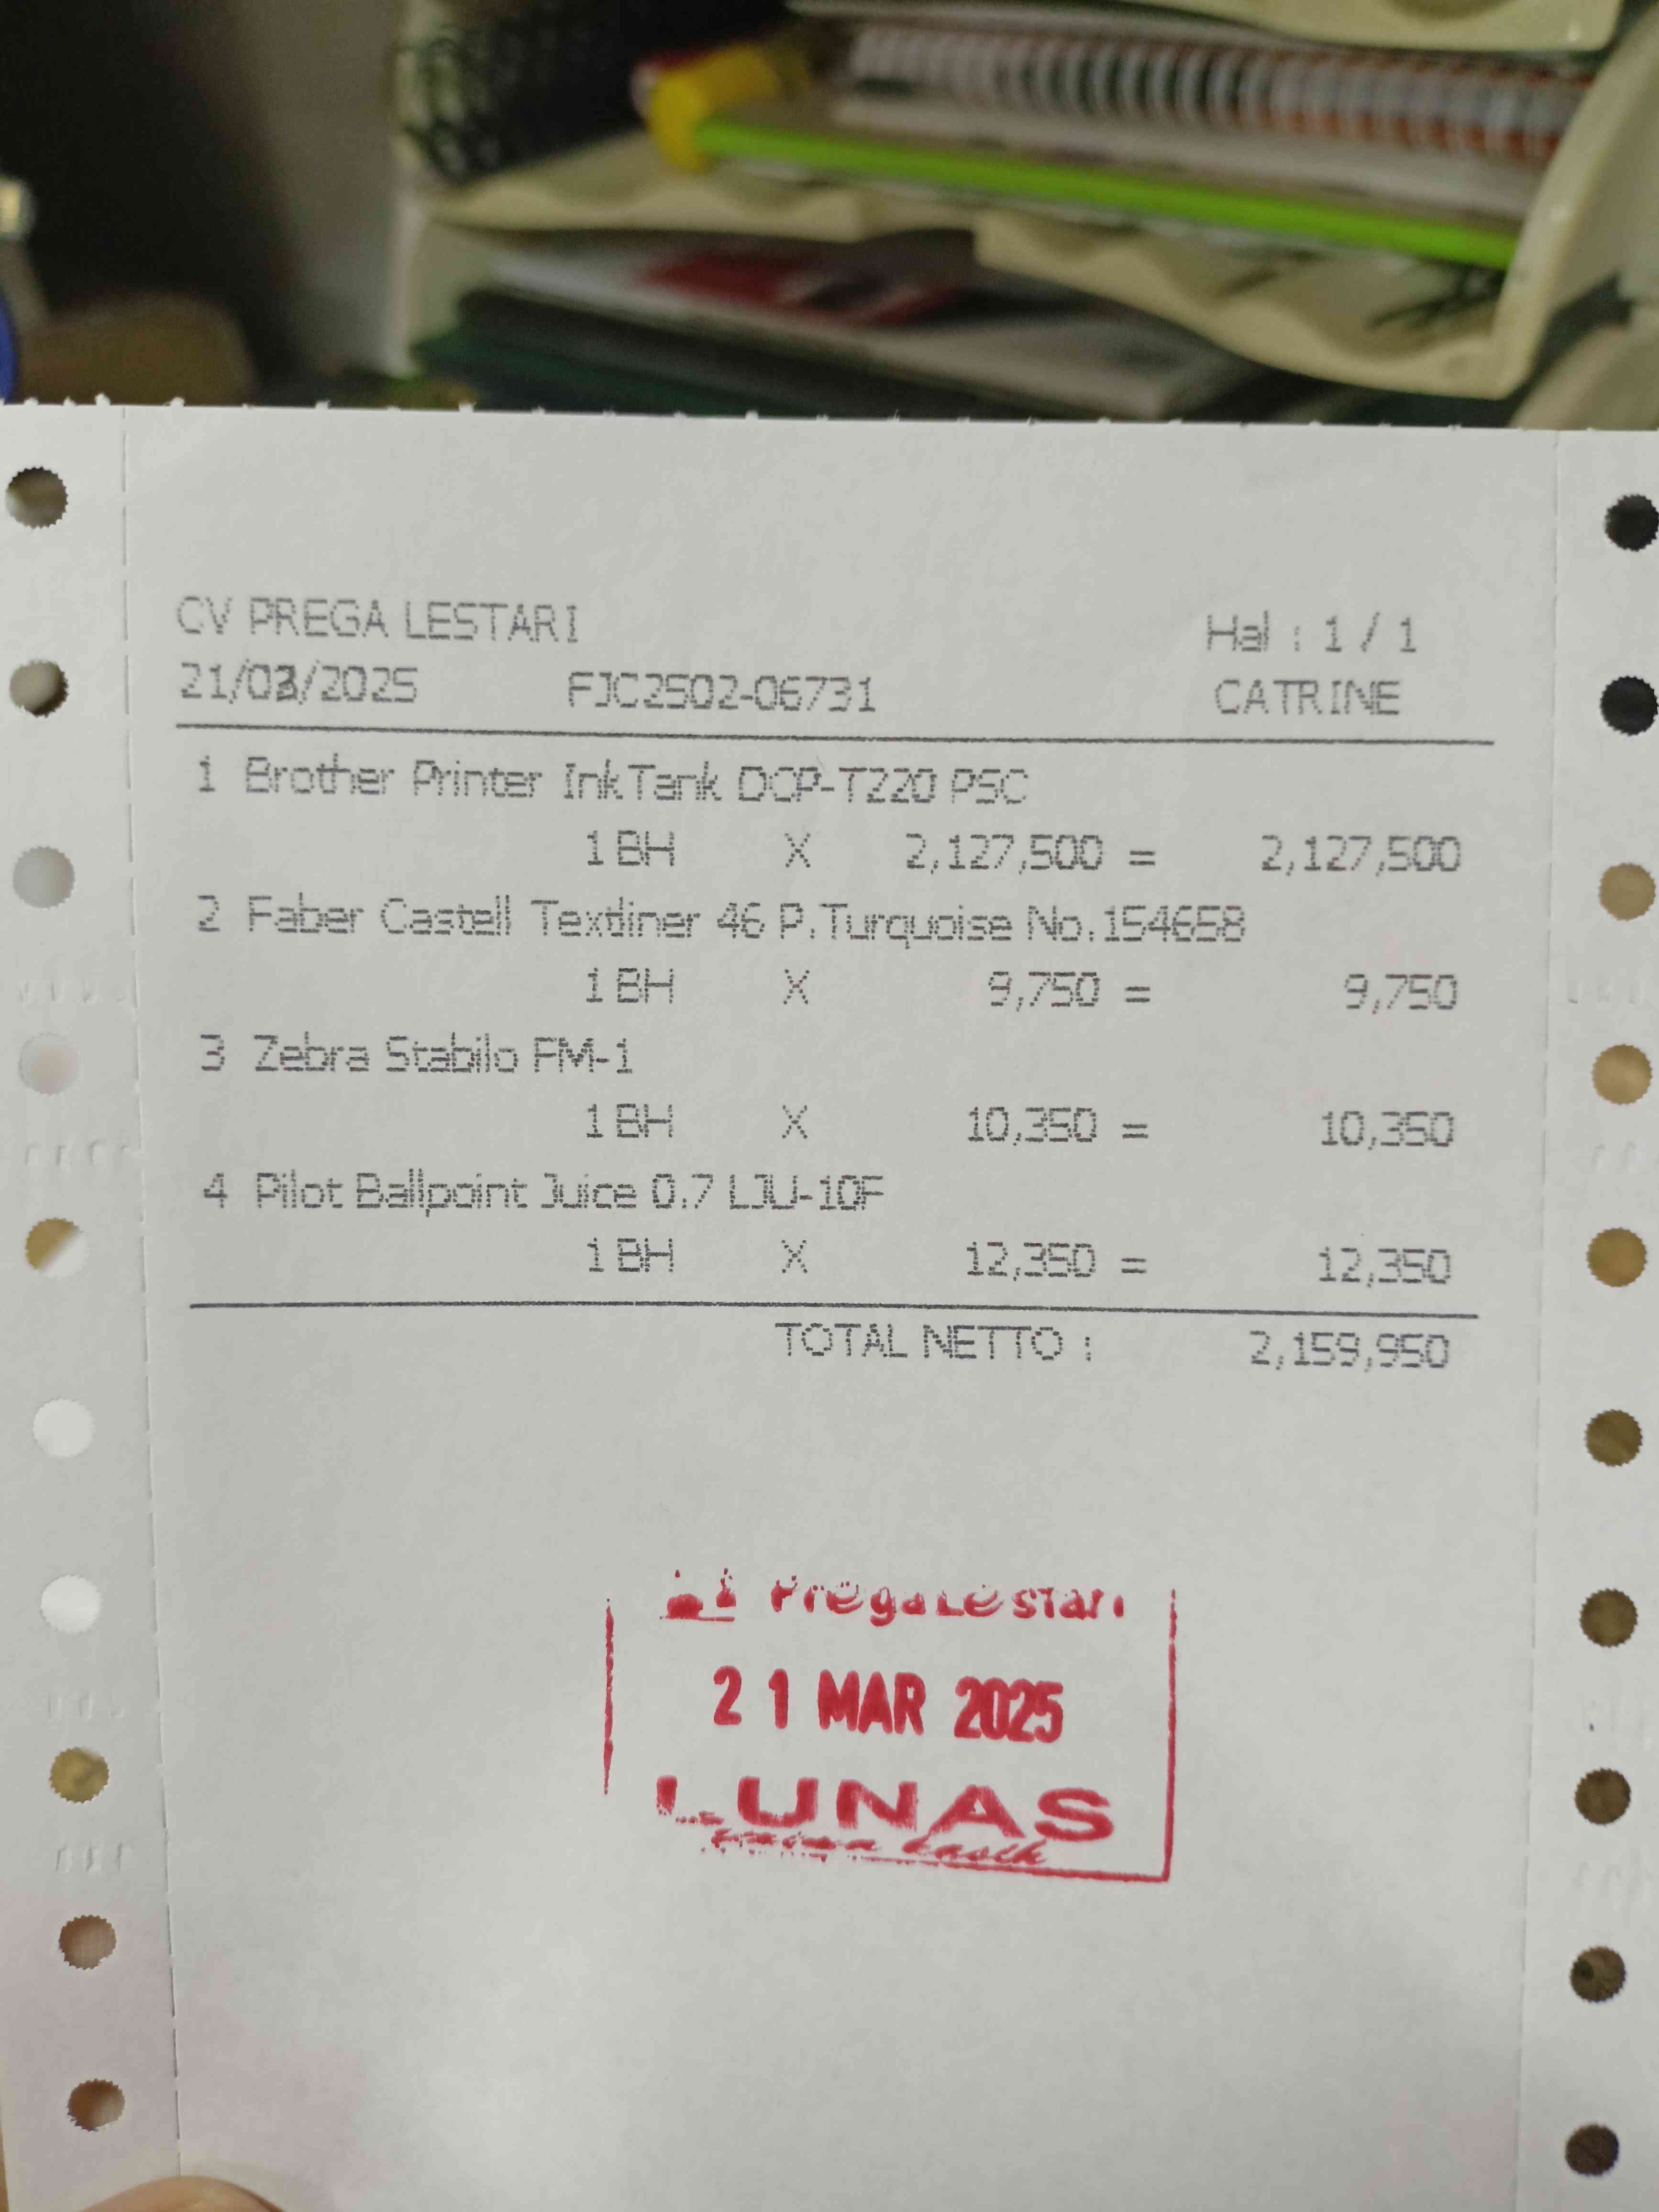 CV PREGA LESTARI Hal : 1 / 1
21/03/2025 FJC2502-06731 CATRINE
1 Brother Printer InkTank DCP-T220 PSC
1 BH X 2,127,500 = 2,127,500
2 Faber Castell Textliner 46 P.Turquoise No.154658
1 BH X 9,750 = 9,750
3 Zebra Stabilo FM-1
1 BH X 10,350 = 10,350
4 Pilot Ballpoint Juice 0.7 LJU-10F
1 BH X 12,350 = 12,350
TOTAL NETTO : 2,159,950
Prega Lestari
21 MAR 2025
LUNAS
kasih